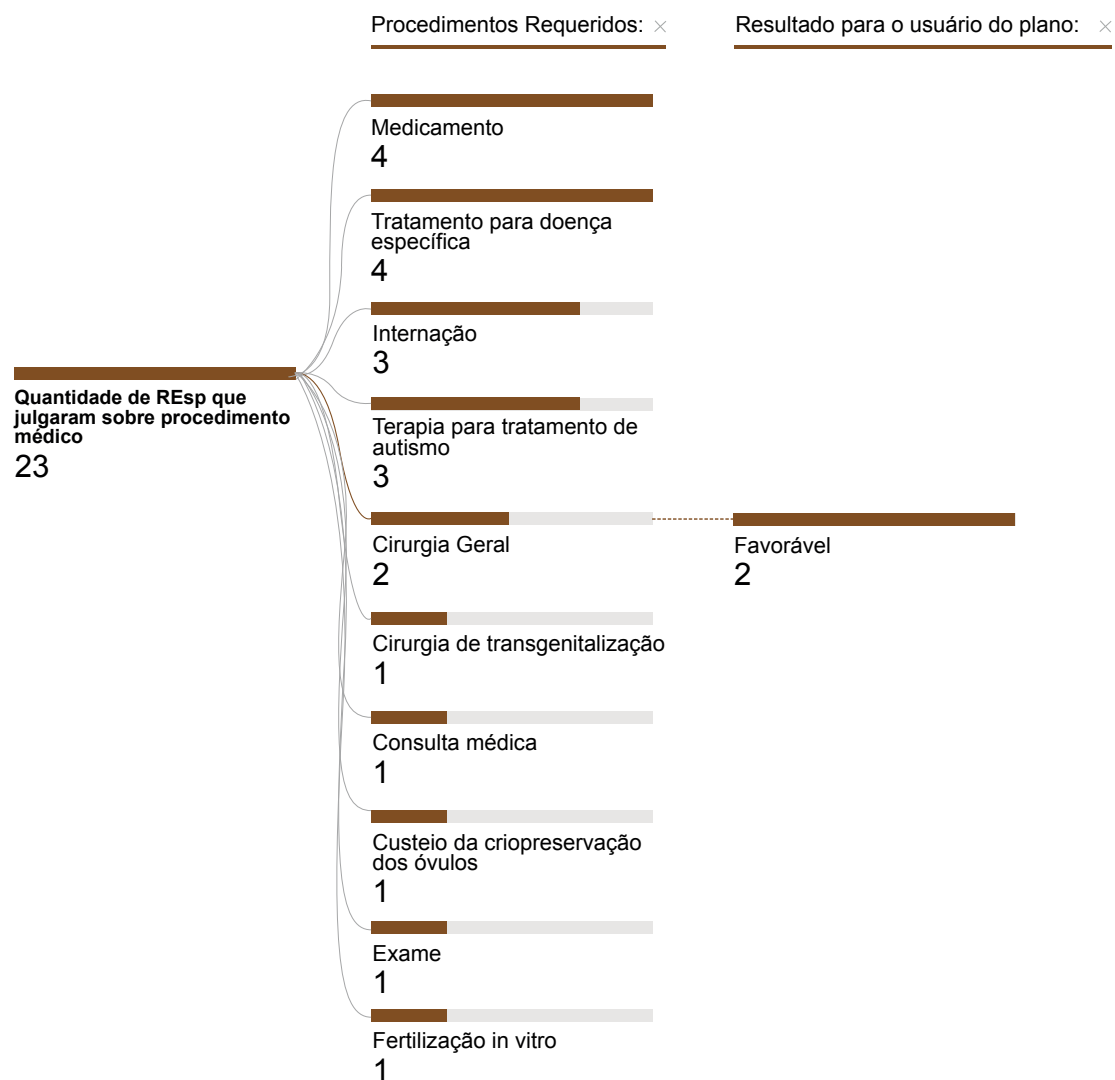 Procedimentos Requeridos:
Resultado para o usuário do plano:
Medicamento
4
Tratamento para doença
específica
4
Internação
3
Quantidade de REsp que
julgaram sobre procedimento
médico
23
Terapia para tratamento de
autismo
3
Cirurgia Geral
2
Favorável
2
Cirurgia de transgenitalização
1
Consulta médica
1
Custeio da criopreservação
dos óvulos
1
Exame
1
Fertilização in vitro
1